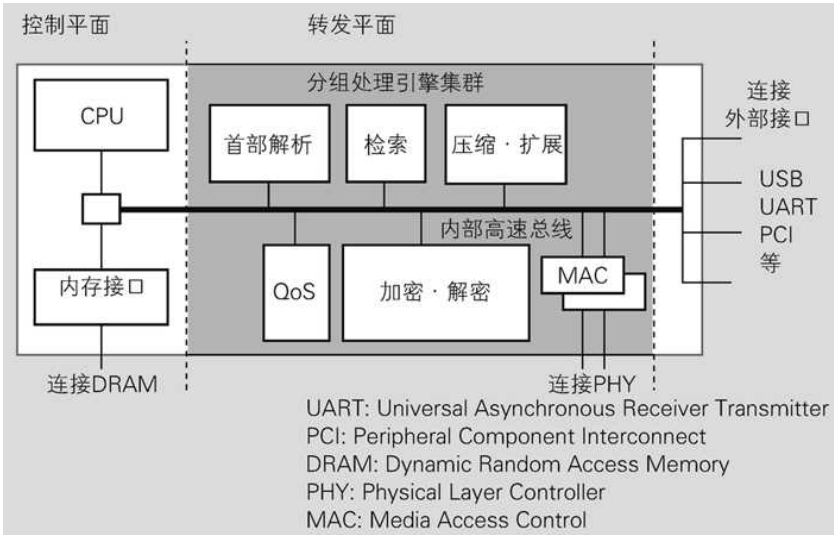 控制平面
转发平面
分组处理引擎集群
CPU
首部解析
检索
压缩·扩展
连接
外部接口
USB
UART
PCI
等
内部高速总线
内存接口
QoS
加密·解密
MAC
连接DRAM
连接PHY
UART: Universal Asynchronous Receiver Transmitter
PCI: Peripheral Component Interconnect
DRAM: Dynamic Random Access Memory
PHY: Physical Layer Controller
MAC: Media Access Control